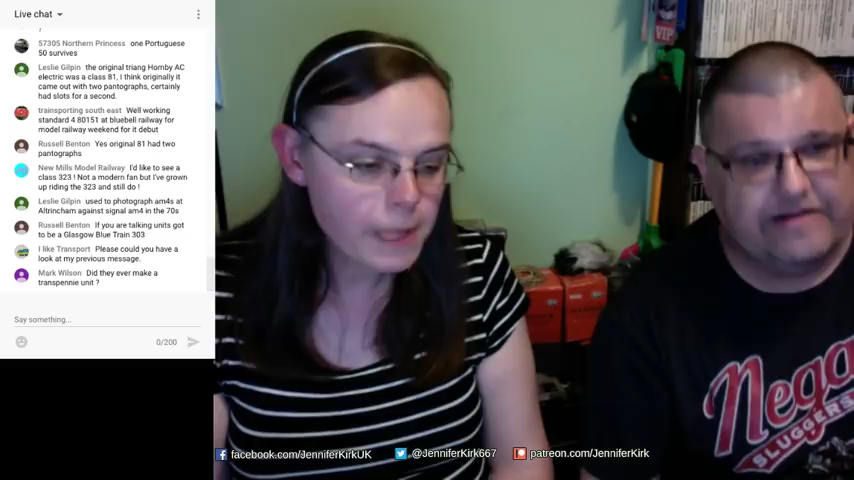 Live chat
57305 Northern Princess one Portuguese
50 survives
Leslie Gilpin the original triang Hornby AC
electric was a class 81, I think originally it
came out with two pantographs, certainly
had slots for a second.
trainsporting south east Well working
standard 4 80151 at bluebell railway for
model railway weekend for it debut
Russell Benton Yes original 81 had two
pantographs
New Mills Model Railway I'd like to see a
class 323 ! Not a modern fan but I've grown
up riding the 323 and still do !
Leslie Gilpin used to photograph am4s at
Altrincham against signal am4 in the 70s
Russell Benton If you are talking units got
to be a Glasgow Blue Train 303
I like Transport Please could you have a
look at my previous message.
Mark Wilson Did they ever make a
transpennie unit ?
Say something...
0/200
VIP
Nega
SLUGGERS
facebook.com/JenniferKirkUK
@JenniferKirk667
patreon.com/JenniferKirk